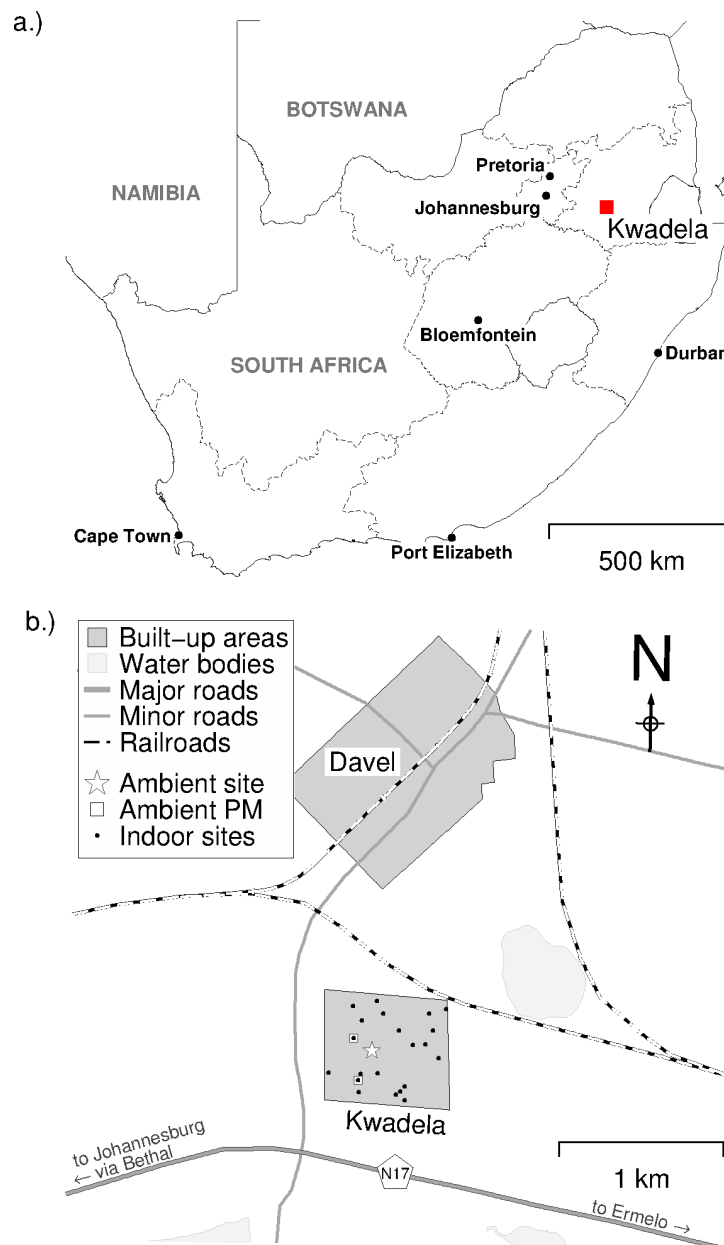 a.)
BOTSWANA
NAMIBIA
Pretoria
Johannesburg
Kwadela
Bloemfontein
SOUTH AFRICA
Durban
Cape Town
Port Elizabeth
500 km
b.)
Built-up areas
Water bodies
Major roads
Minor roads
Railroads
Ambient site
Ambient PM
Indoor sites
N
Davel
Kwadela
to Johannesburg
← via Bethal
N17
1 km
to Ermelo →